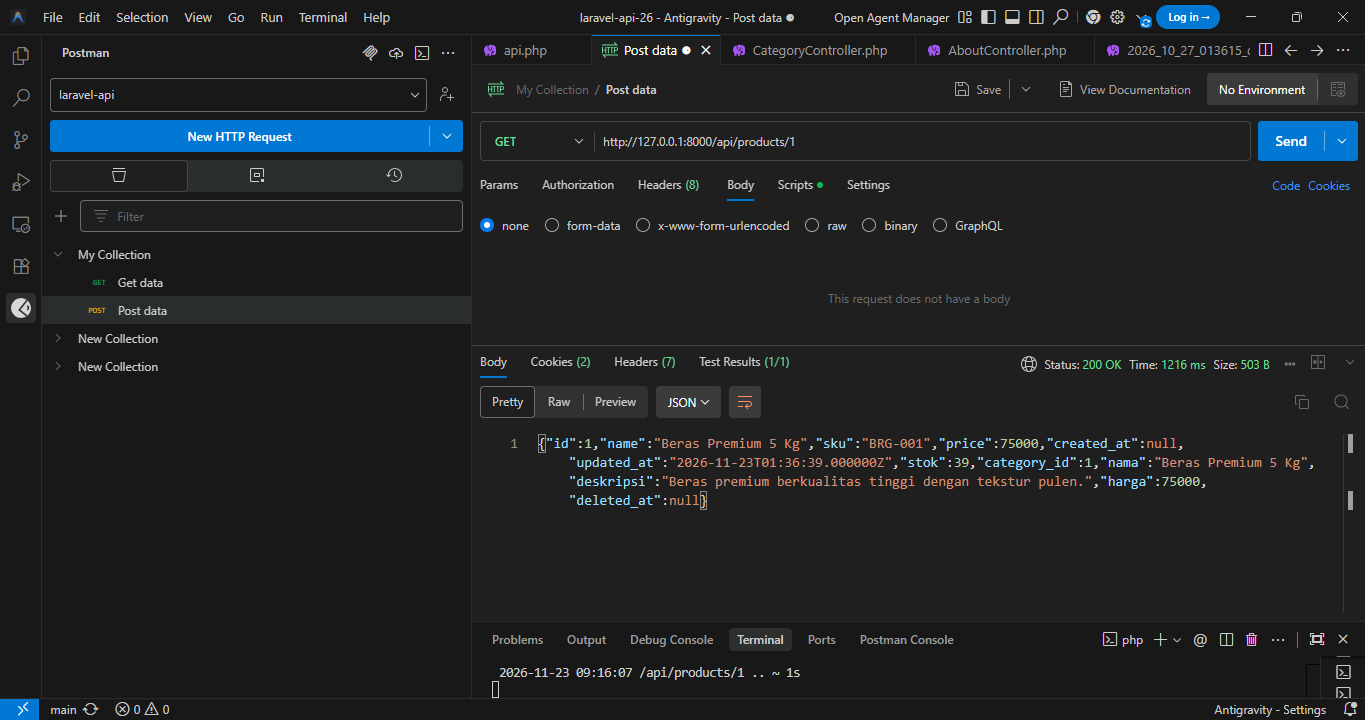 File Edit Selection View Go Run Terminal Help laravel-api-26 - Antigravity - Post data ● Open Agent Manager Log in →
Postman
laravel-api
New HTTP Request
Filter
My Collection
GET Get data
POST Post data
New Collection
New Collection
api.php HTTP Post data CategoryController.php AboutController.php 2026_10_27_013615_c
HTTP My Collection / Post data Save View Documentation No Environment
GET http://127.0.0.1:8000/api/products/1 Send
Params Authorization Headers (8) Body Scripts Settings Code Cookies
none form-data x-www-form-urlencoded raw binary GraphQL
This request does not have a body
Body Cookies (2) Headers (7) Test Results (1/1) Status: 200 OK Time: 1216 ms Size: 503 B
Pretty Raw Preview JSON
1 {"id":1,"name":"Beras Premium 5 Kg","sku":"BRG-001","price":75000,"created_at":null,
"updated_at":"2026-11-23T01:36:39.000000Z","stok":39,"category_id":1,"nama":"Beras Premium 5 Kg",
"deskripsi":"Beras premium berkualitas tinggi dengan tekstur pulen.","harga":75000,
"deleted_at":null}
Problems Output Debug Console Terminal Ports Postman Console php
2026-11-23 09:16:07 /api/products/1 .. ~ 1s
main 0 0 Antigravity - Settings